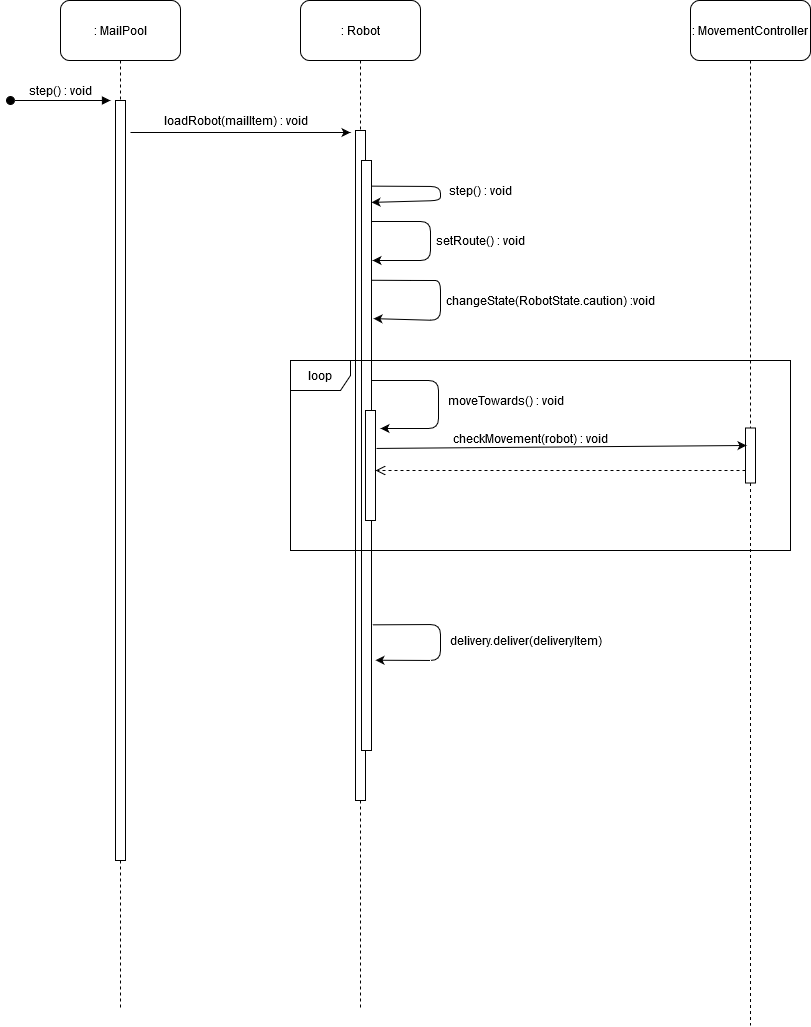 : MailPool
: Robot
: MovementController
step() : void
loadRobot(mailItem) : void
step() : void
setRoute() : void
changeState(RobotState.caution) :void
loop
moveTowards() : void
checkMovement(robot) : void
delivery.deliver(deliveryItem)